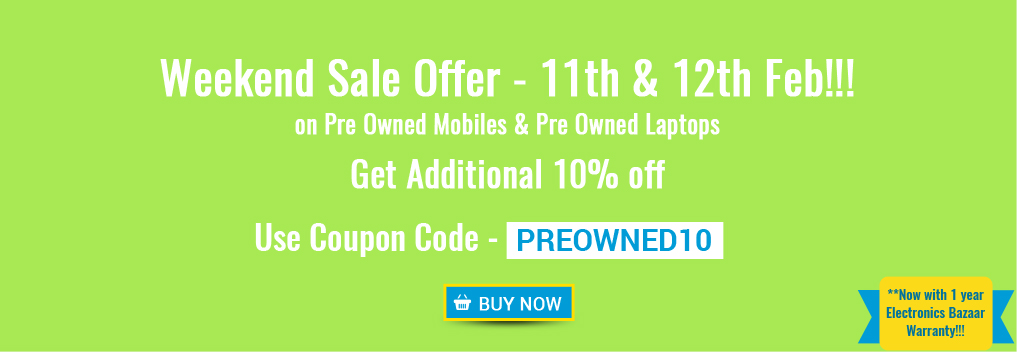 Weekend Sale Offer - 11th & 12th Feb!!!
on Pre Owned Mobiles & Pre Owned Laptops
Get Additional 10% off
Use Coupon Code - PREOWNED10
BUY NOW
**Now with 1 year
Electronics Bazaar
Warranty!!!